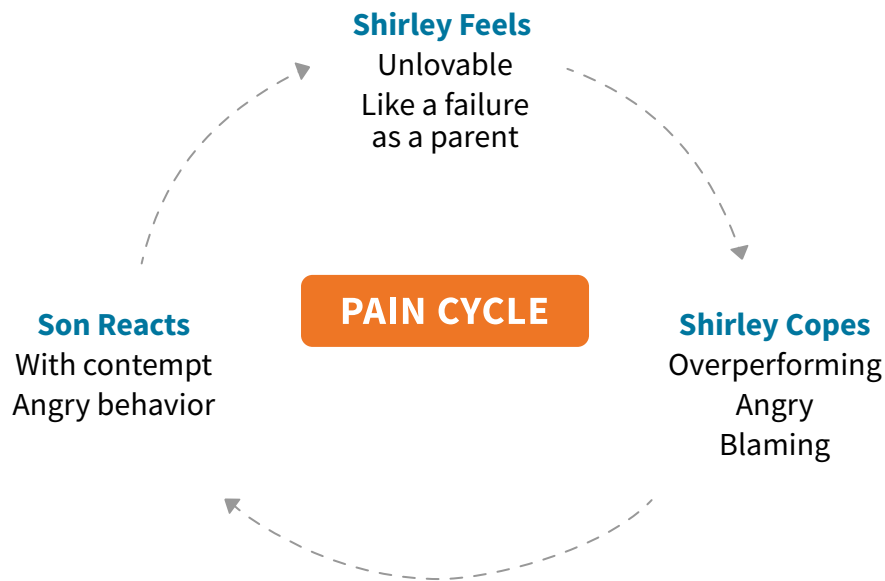 Shirley Feels
Unlovable
Like a failure
as a parent
PAIN CYCLE
Son Reacts
With contempt
Angry behavior
Shirley Copes
Overperforming
Angry
Blaming